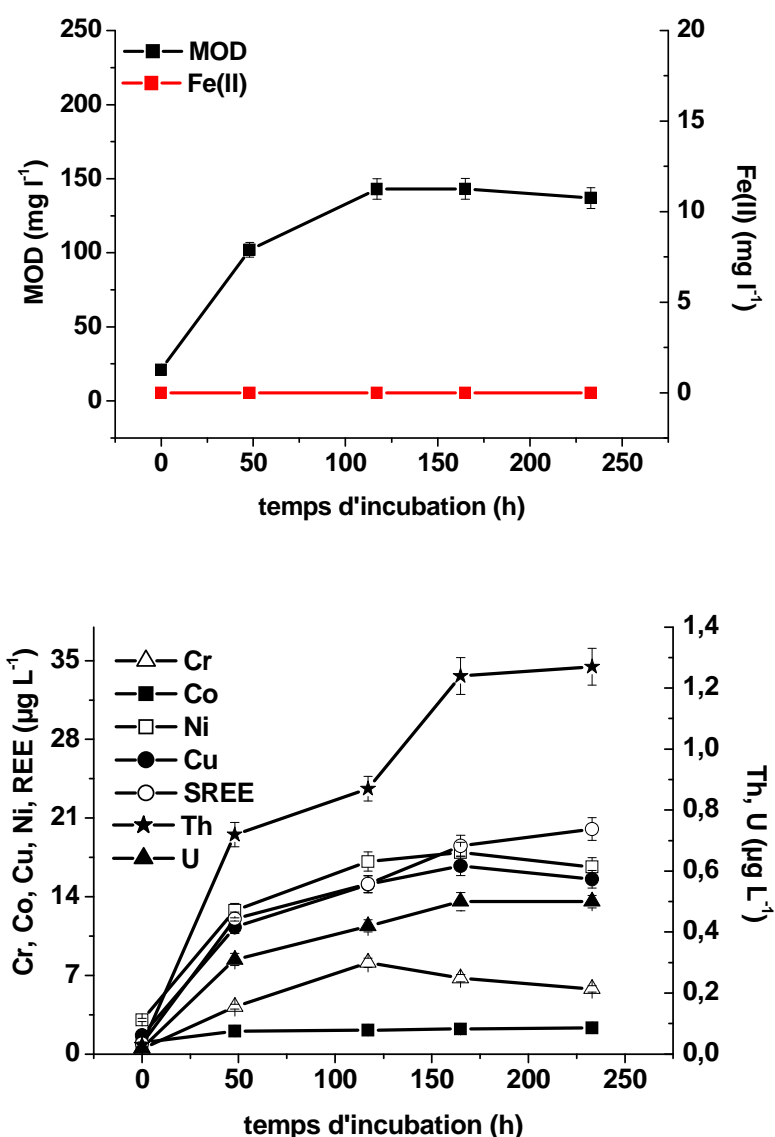 250
200
150
100
50
0
MOD (mg l-1)
MOD
Fe(II)
20
15
10
5
0
Fe(II) (mg l-1)
0 50 100 150 200 250
temps d'incubation (h)
35
28
21
14
7
0
Cr, Co, Cu, Ni, REE (µg L-1)
Cr
Co
Ni
Cu
SREE
Th
U
1,4
1,2
1,0
0,8
0,6
0,4
0,2
0,0
Th, U (µg L-1)
0 50 100 150 200 250
temps d'incubation (h)